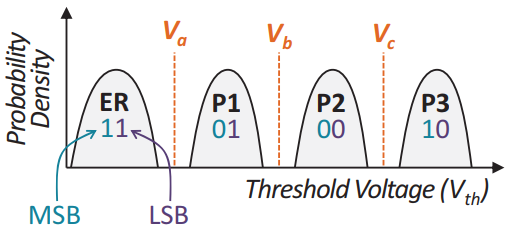 Probability Density
Va Vb Vc
ER P1 P2 P3
11 01 00 10
MSB LSB
Threshold Voltage (Vth)